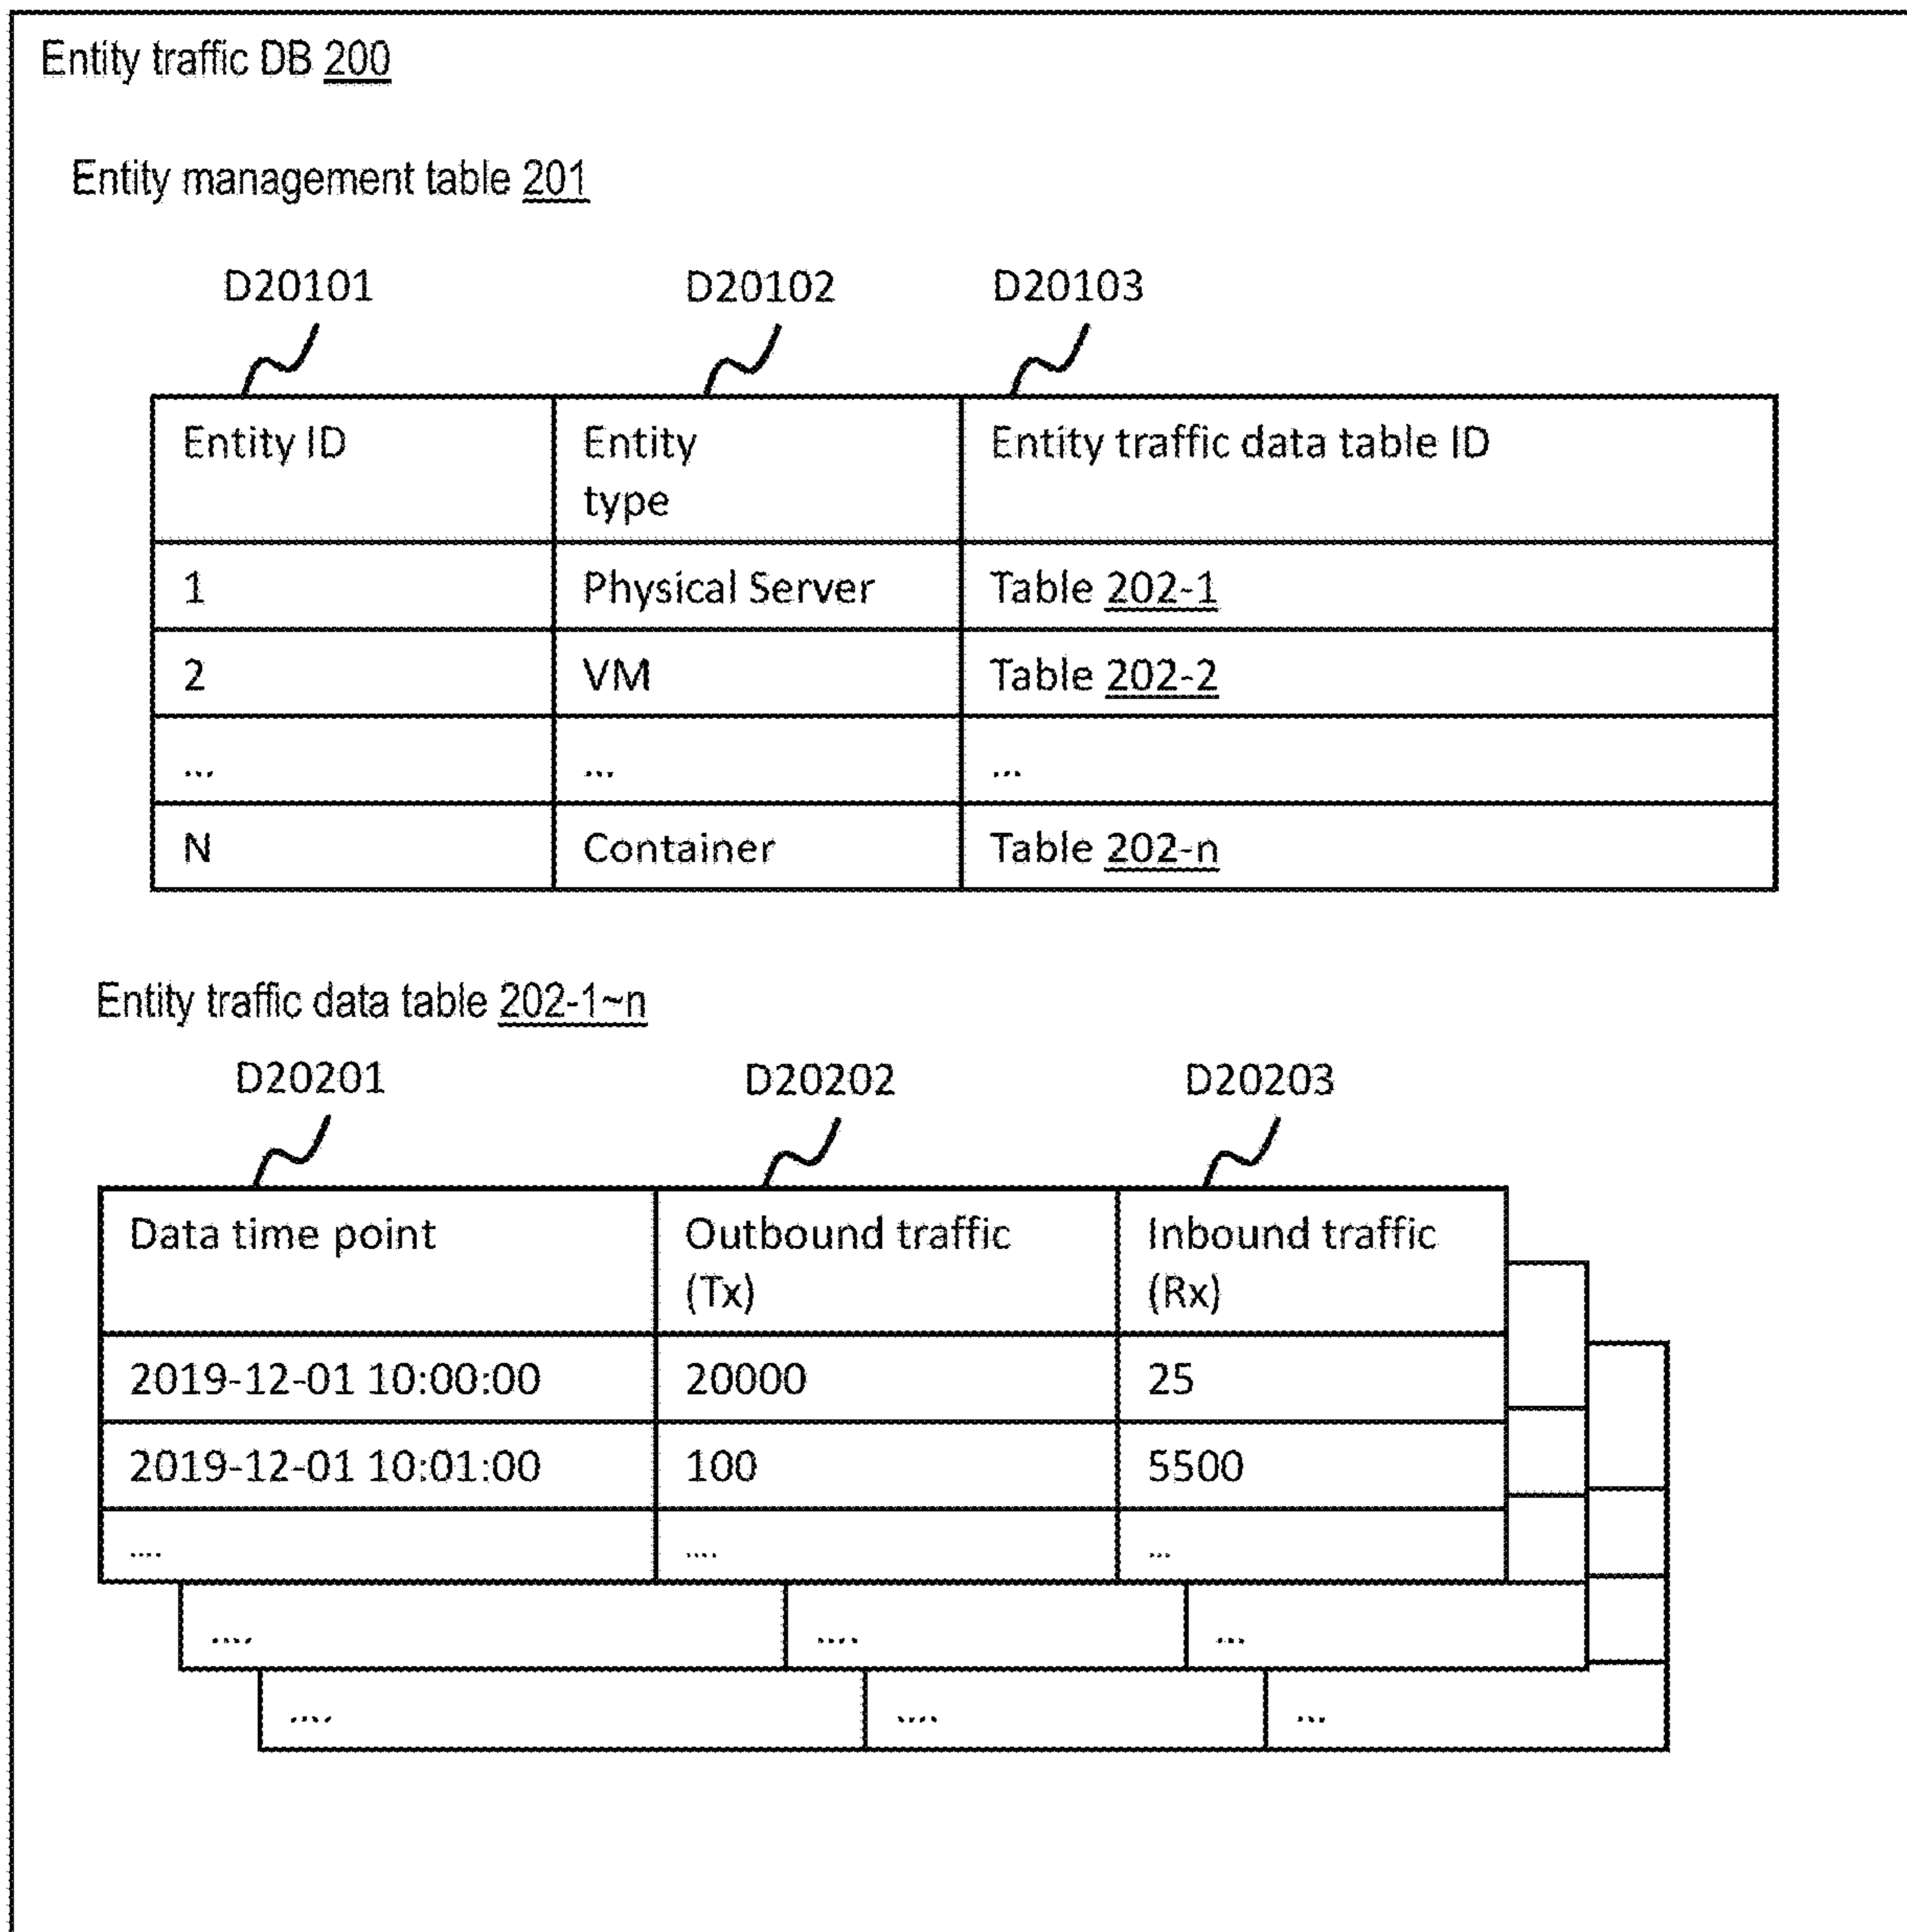 Entity traffic DB 200
Entity management table 201
D20101 D20102 D20103
Entity ID Entity type Entity traffic data table ID
1 Physical Server Table 202-1
2 VM Table 202-2
... ... ...
N Container Table 202-n
Entity traffic data table 202-1~n
D20201 D20202 D20203
Data time point Outbound traffic (Tx) Inbound traffic (Rx)
2019-12-01 10:00:00 20000 25
2019-12-01 10:01:00 100 5500
.... .... ...
.... .... ...
.... .... ...